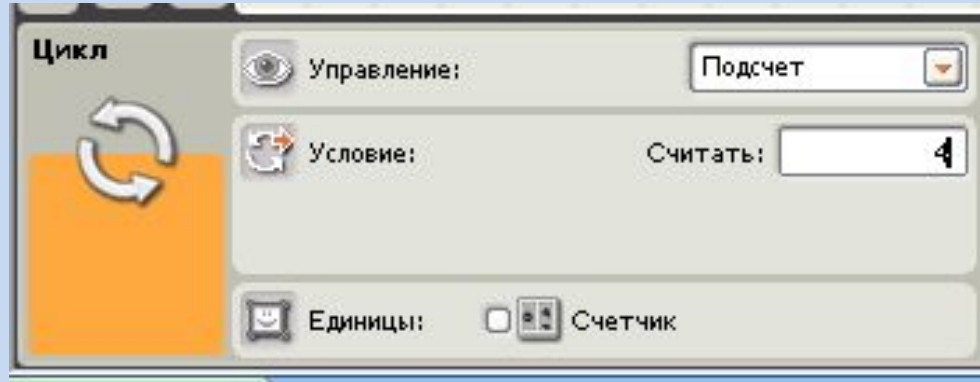 Цикл
Управление: Подсчет
Условие: Считать: 4
Единицы: Счетчик